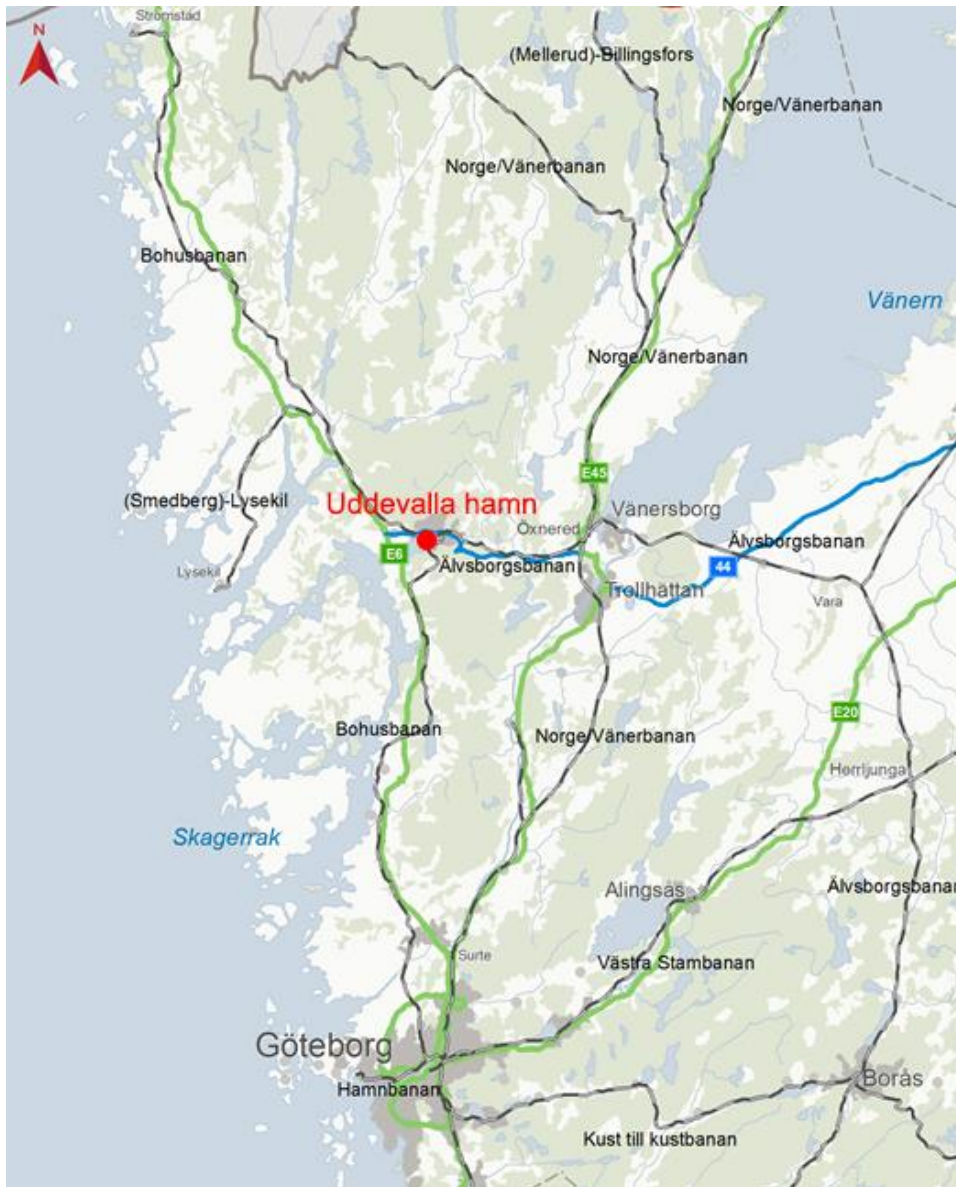 Strömstad
N
(Mellerud)-Billingsfors
Norge/Vänerbanan
Norge/Vänerbanan
Bohusbanan
Vänern
Norge/Vänerbanan
E45
(Smedberg)-Lysekil
Uddevalla hamn
Vänersborg
Öxnered
E6
Älvsborgsbanan
Älvsborgsbanan
44
Lysekil
Trollhättan
Vara
E20
Bohusbanan
Norge/Vänerbanan
Herrljunga
Skagerrak
Alingsås
Älvsborgsbanan
Surte
Västra Stambanan
Göteborg
Hamnbanan
Borås
Kust till kustbanan